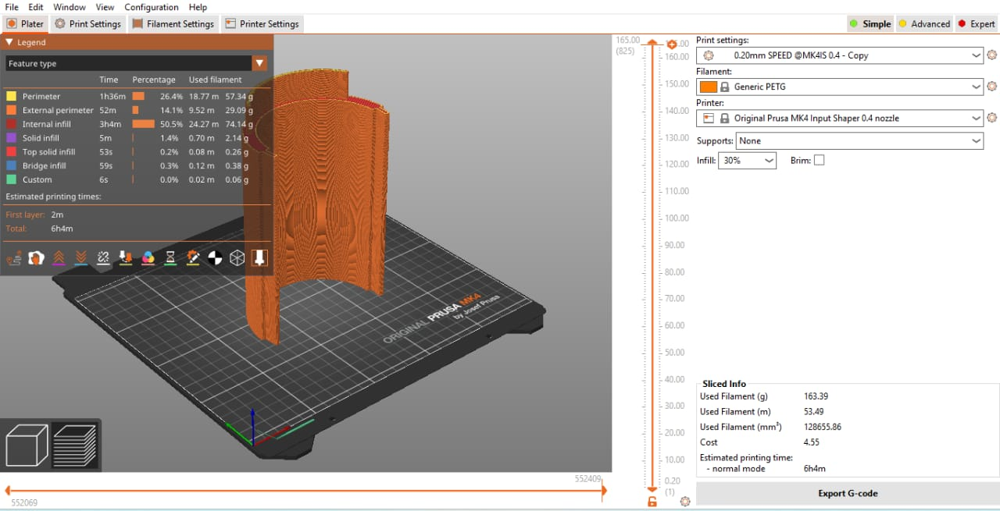 File Edit Window View Configuration Help
Plater Print Settings Filament Settings Printer Settings Simple Advanced Expert
Legend
Feature type
Time Percentage Used filament
Perimeter 1h36m 26.4% 18.77 m 57.34 g
External perimeter 52m 14.1% 9.52 m 29.09 g
Internal infill 3h4m 50.5% 24.27 m 74.14 g
Solid infill 5m 1.4% 0.70 m 2.14 g
Top solid infill 53s 0.2% 0.08 m 0.26 g
Bridge infill 59s 0.3% 0.12 m 0.38 g
Custom 6s 0.0% 0.02 m 0.06 g
Estimated printing times:
First layer: 2m
Total: 6h4m
ORIGINAL PRUSA MK4
by Josef Prusa
552409
552069
165.00
(825)
160.00
150.00
140.00
130.00
120.00
110.00
100.00
90.00
80.00
70.00
60.00
50.00
40.00
30.00
20.00
10.00
0.20
(1)
Print settings:
0.20mm SPEED @MK4IS 0.4 - Copy
Filament:
Generic PETG
Printer:
Original Prusa MK4 Input Shaper 0.4 nozzle
Supports: None
Infill: 30% Brim:
Sliced Info
Used Filament (g) 163.39
Used Filament (m) 53.49
Used Filament (mm³) 128655.86
Cost 4.55
Estimated printing time:
- normal mode 6h4m
Export G-code